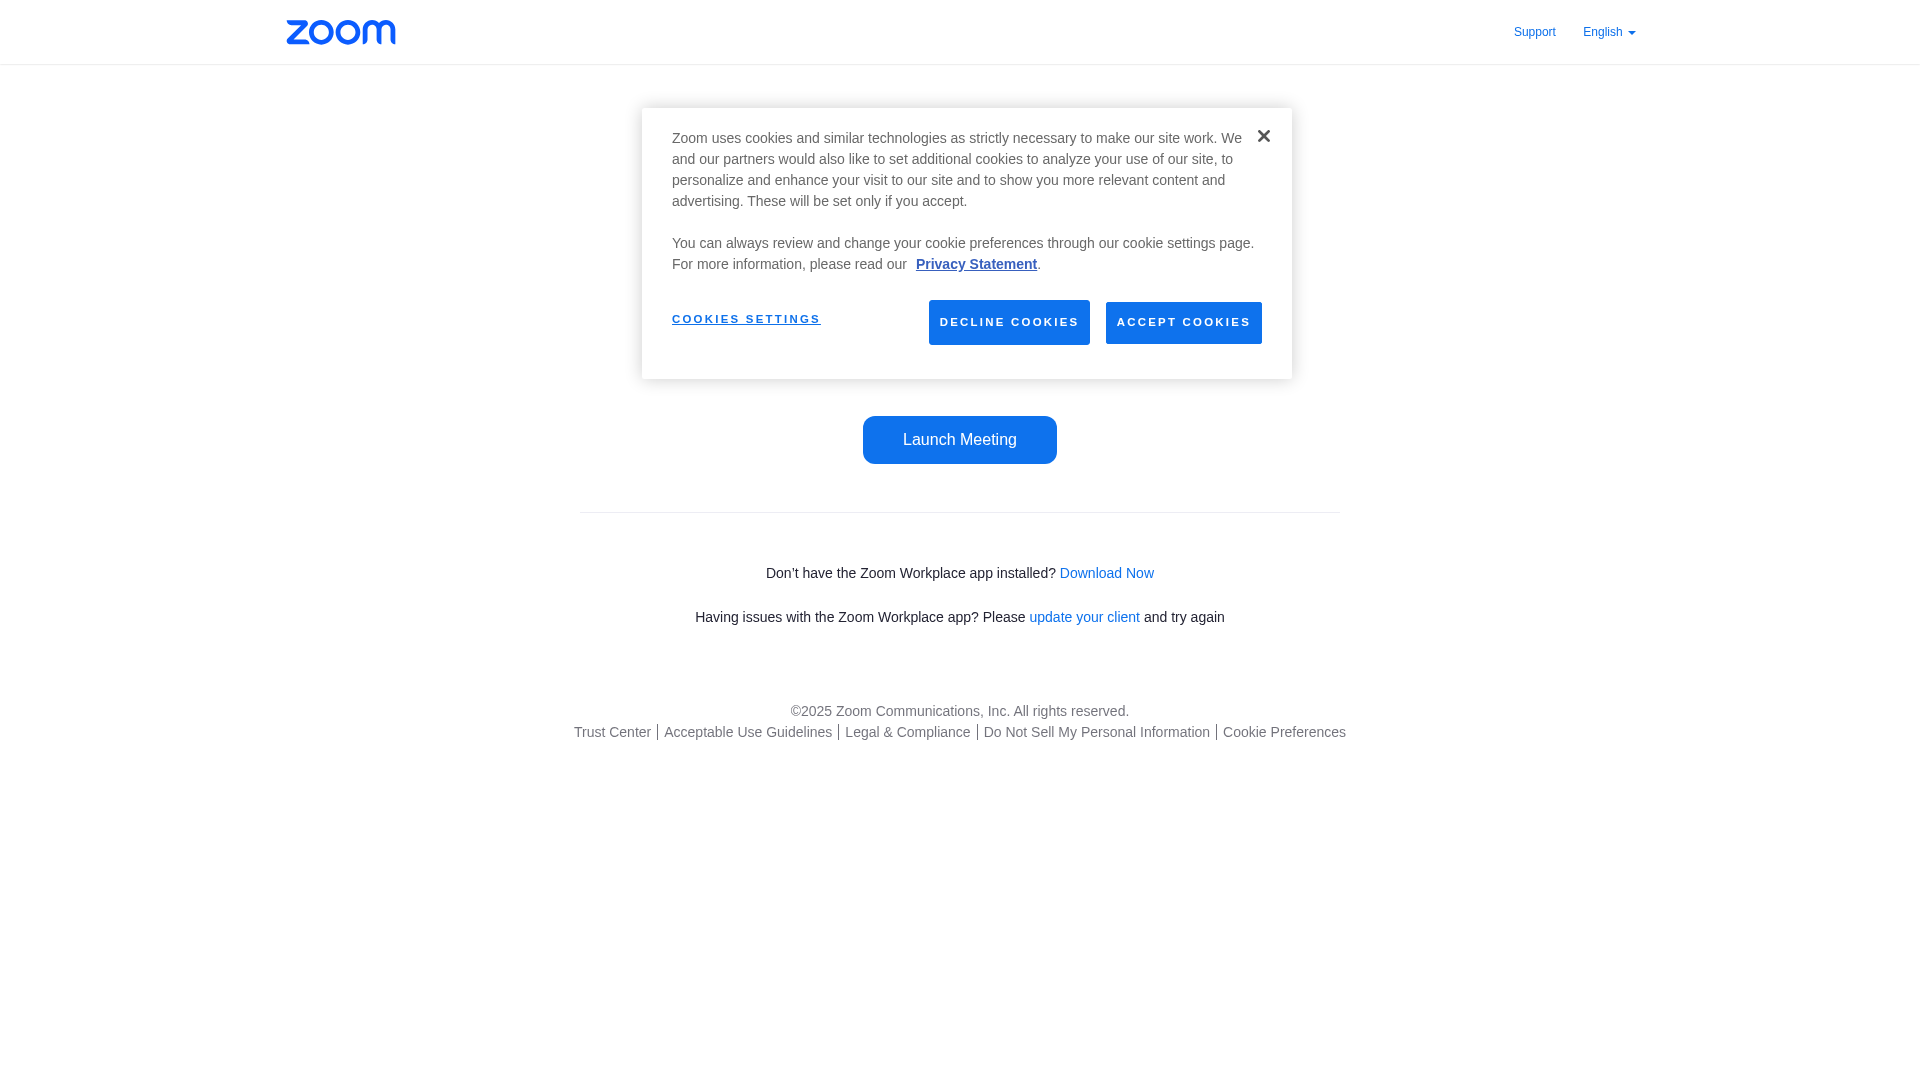 zoom
Support English
Zoom uses cookies and similar technologies as strictly necessary to make our site work. We
and our partners would also like to set additional cookies to analyze your use of our site, to
personalize and enhance your visit to our site and to show you more relevant content and
advertising. These will be set only if you accept.
You can always review and change your cookie preferences through our cookie settings page.
For more information, please read our Privacy Statement.
COOKIES SETTINGS DECLINE COOKIES ACCEPT COOKIES
Launch Meeting
Don’t have the Zoom Workplace app installed? Download Now
Having issues with the Zoom Workplace app? Please update your client and try again
©2025 Zoom Communications, Inc. All rights reserved.
Trust Center | Acceptable Use Guidelines | Legal & Compliance | Do Not Sell My Personal Information | Cookie Preferences